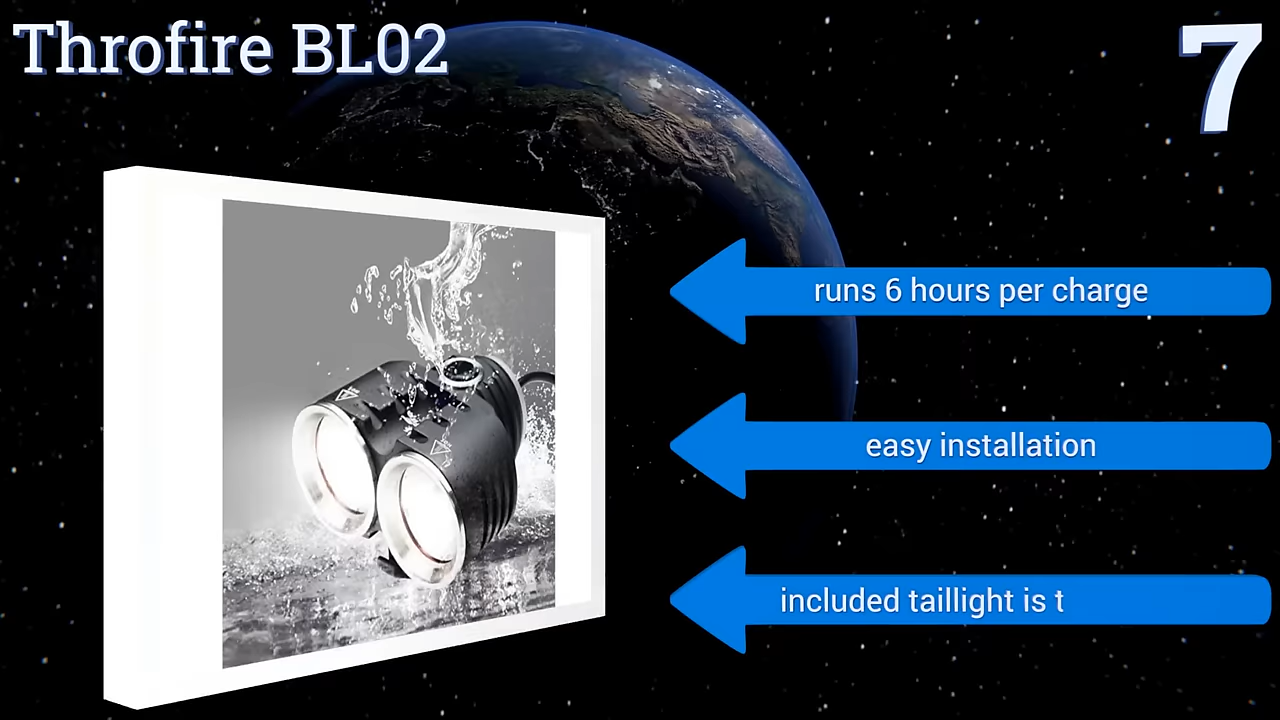 Throfire BL02
7
runs 6 hours per charge
easy installation
included taillight is t